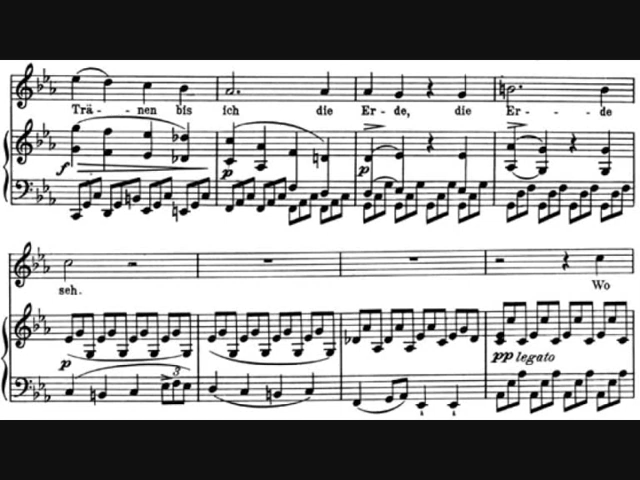 Trä- - - nen bis ich die Er- de, die Er- - - de
f p p
seh. Wo
p 3 pp legato